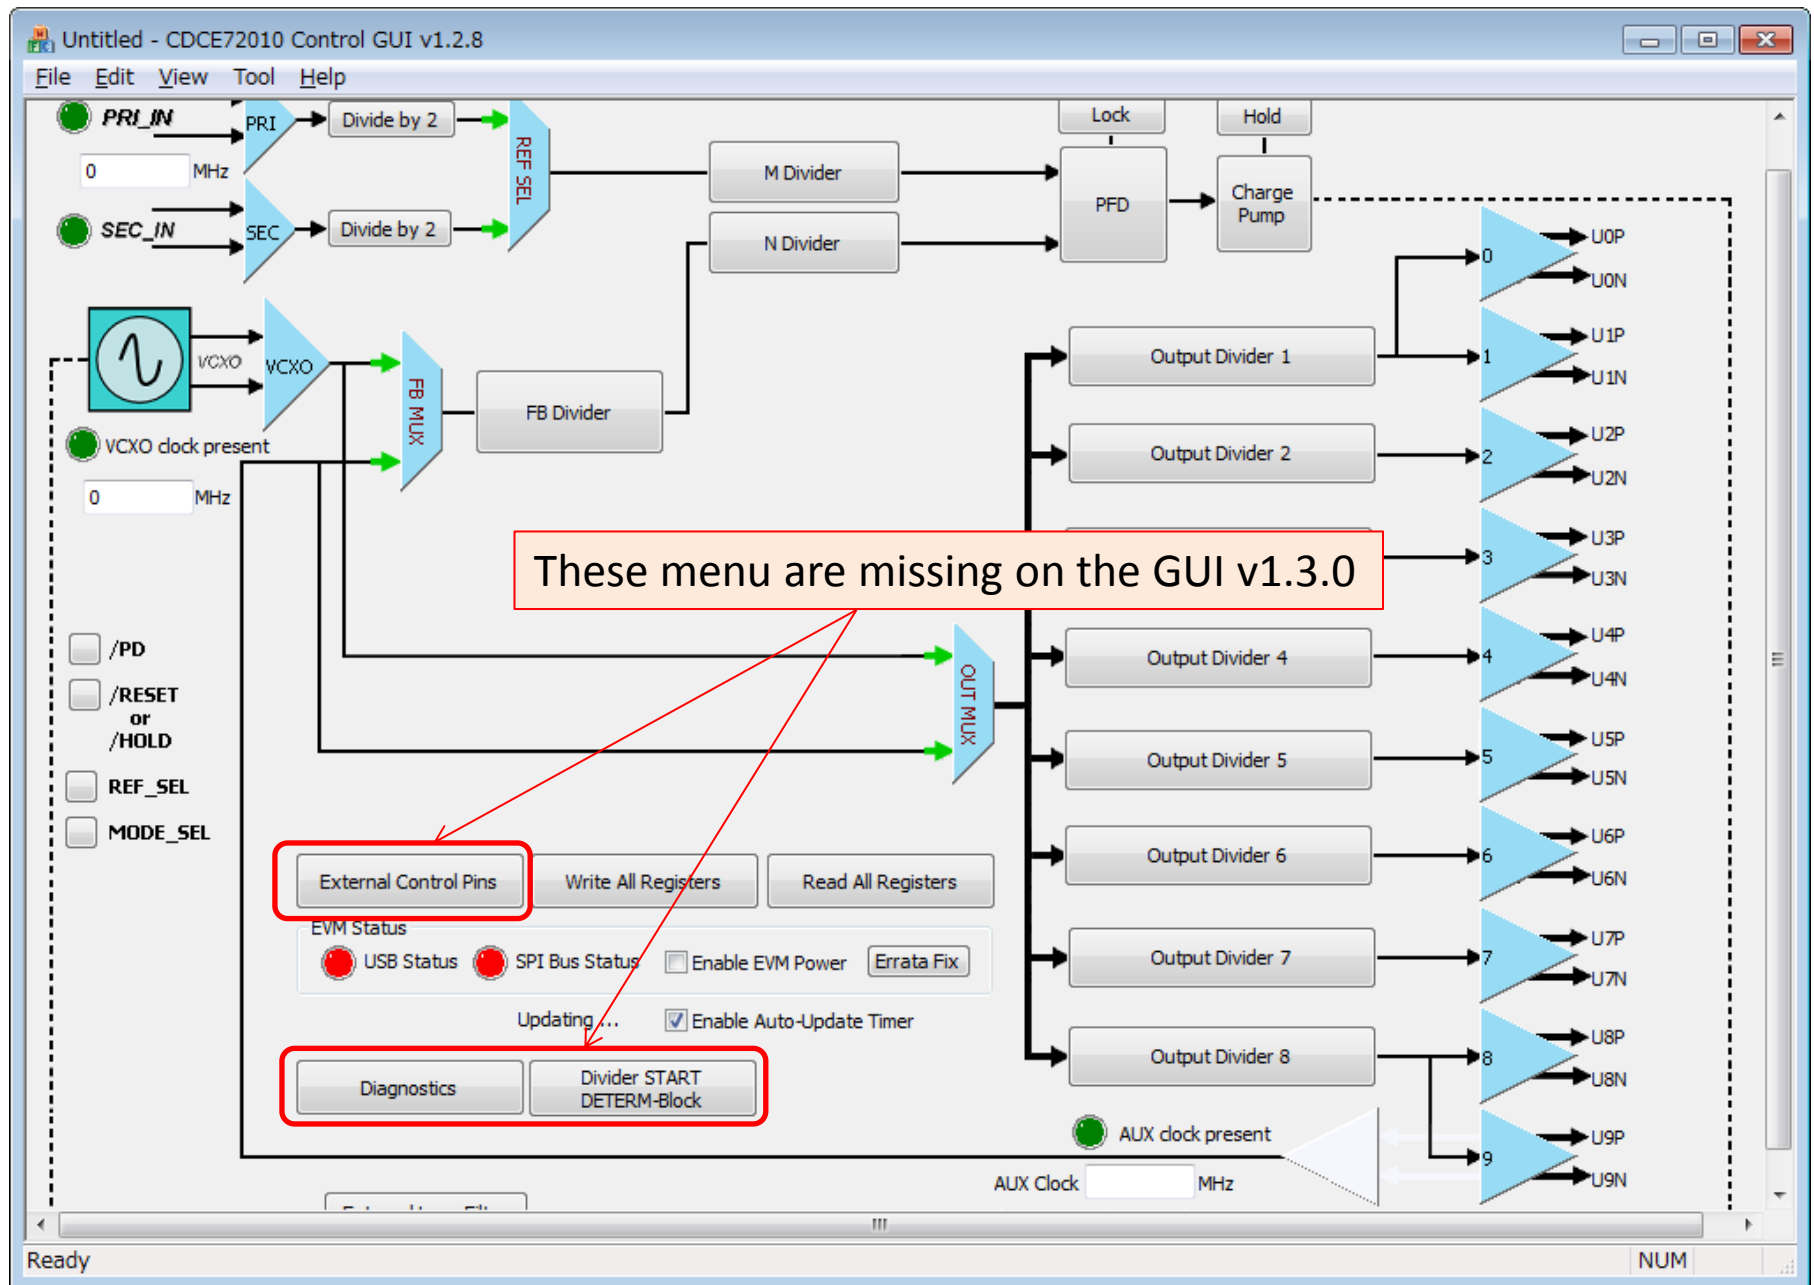 Untitled - CDCE72010 Control GUI v1.2.8
File Edit View Tool Help
PRI_IN
PRI
Divide by 2
REF SEL
Lock
Hold
0 MHz
M Divider
PFD
Charge
Pump
SEC_IN
SEC
Divide by 2
N Divider
0
U0P
U0N
VCXO
VCXO
FB MUX
FB Divider
Output Divider 1
1
U1P
U1N
VCXO clock present
0 MHz
Output Divider 2
2
U2P
U2N
These menu are missing on the GUI v1.3.0
3
U3P
U3N
/PD
/RESET
or
/HOLD
REF_SEL
MODE_SEL
OUT MUX
Output Divider 4
4
U4P
U4N
Output Divider 5
5
U5P
U5N
Output Divider 6
6
U6P
U6N
External Control Pins
Write All Registers
Read All Registers
EVM Status
USB Status
SPI Bus Status
Enable EVM Power
Errata Fix
Output Divider 7
7
U7P
U7N
Updating ...
Enable Auto-Update Timer
Diagnostics
Divider START
DETERM-Block
Output Divider 8
8
U8P
U8N
AUX clock present
9
U9P
U9N
AUX Clock MHz
Ready
NUM